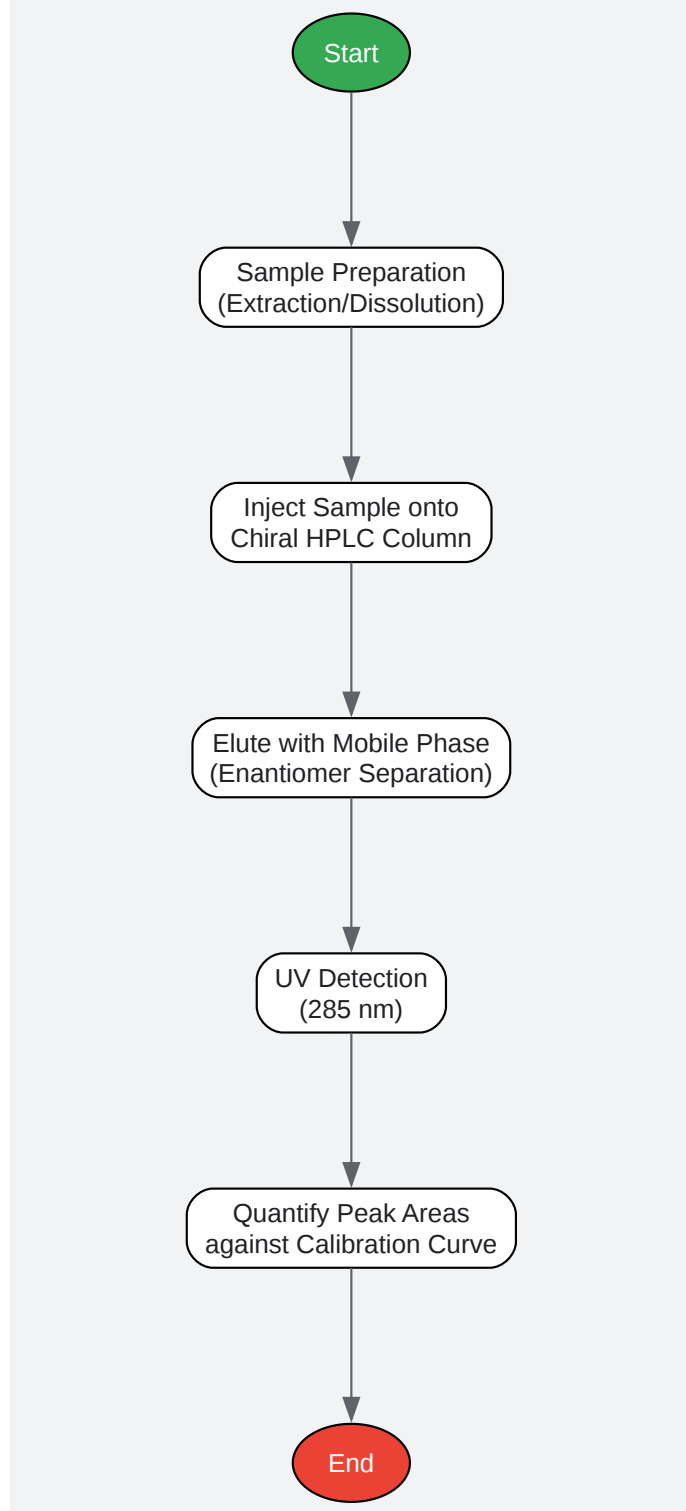 Start
Sample Preparation
(Extraction/Dissolution)
Inject Sample onto
Chiral HPLC Column
Elute with Mobile Phase
(Enantiomer Separation)
UV Detection
(285 nm)
Quantify Peak Areas
against Calibration Curve
End